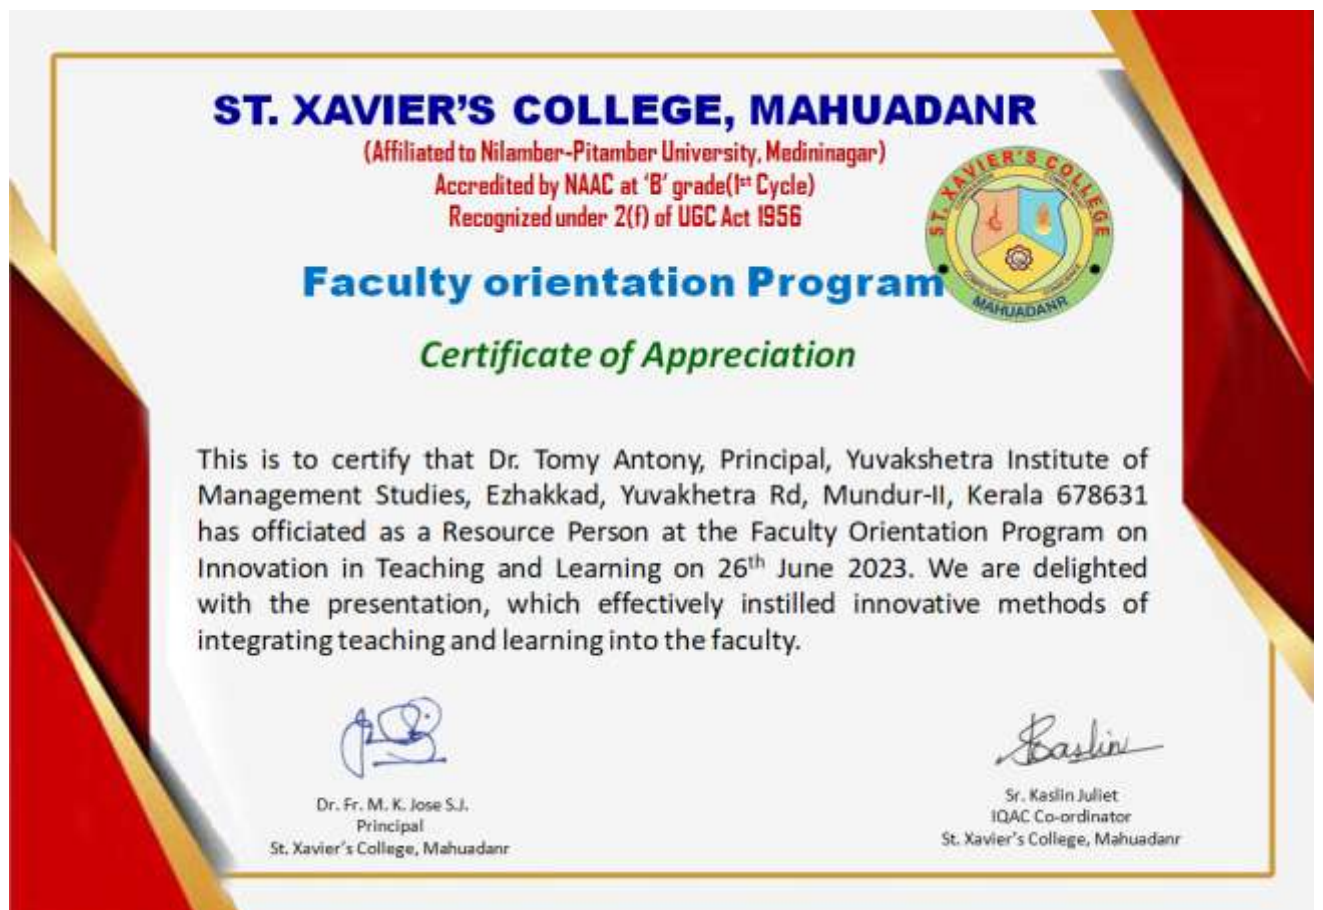 ST. XAVIER'S COLLEGE, MAHUADANR
(Affiliated to Nilamber-Pitamber University, Medininagar)
Accredited by NAAC at 'B' grade(1st Cycle)
Recognized under 2(f) of UGC Act 1956
ST. XAVIER'S COLLEGE
MAHUADANR
Faculty orientation Program
Certificate of Appreciation
This is to certify that Dr. Tomy Antony, Principal, Yuvakshetra Institute of
Management Studies, Ezhakkad, Yuvakhetra Rd, Mundur-II, Kerala 678631
has officiated as a Resource Person at the Faculty Orientation Program on
Innovation in Teaching and Learning on 26th June 2023. We are delighted
with the presentation, which effectively instilled innovative methods of
integrating teaching and learning into the faculty.
Kaslin
Dr. Fr. M. K. Jose S.J.
Principal
St. Xavier's College, Mahuadanr
Sr. Kaslin Juliet
IQAC Co-ordinator
St. Xavier's College, Mahuadanr